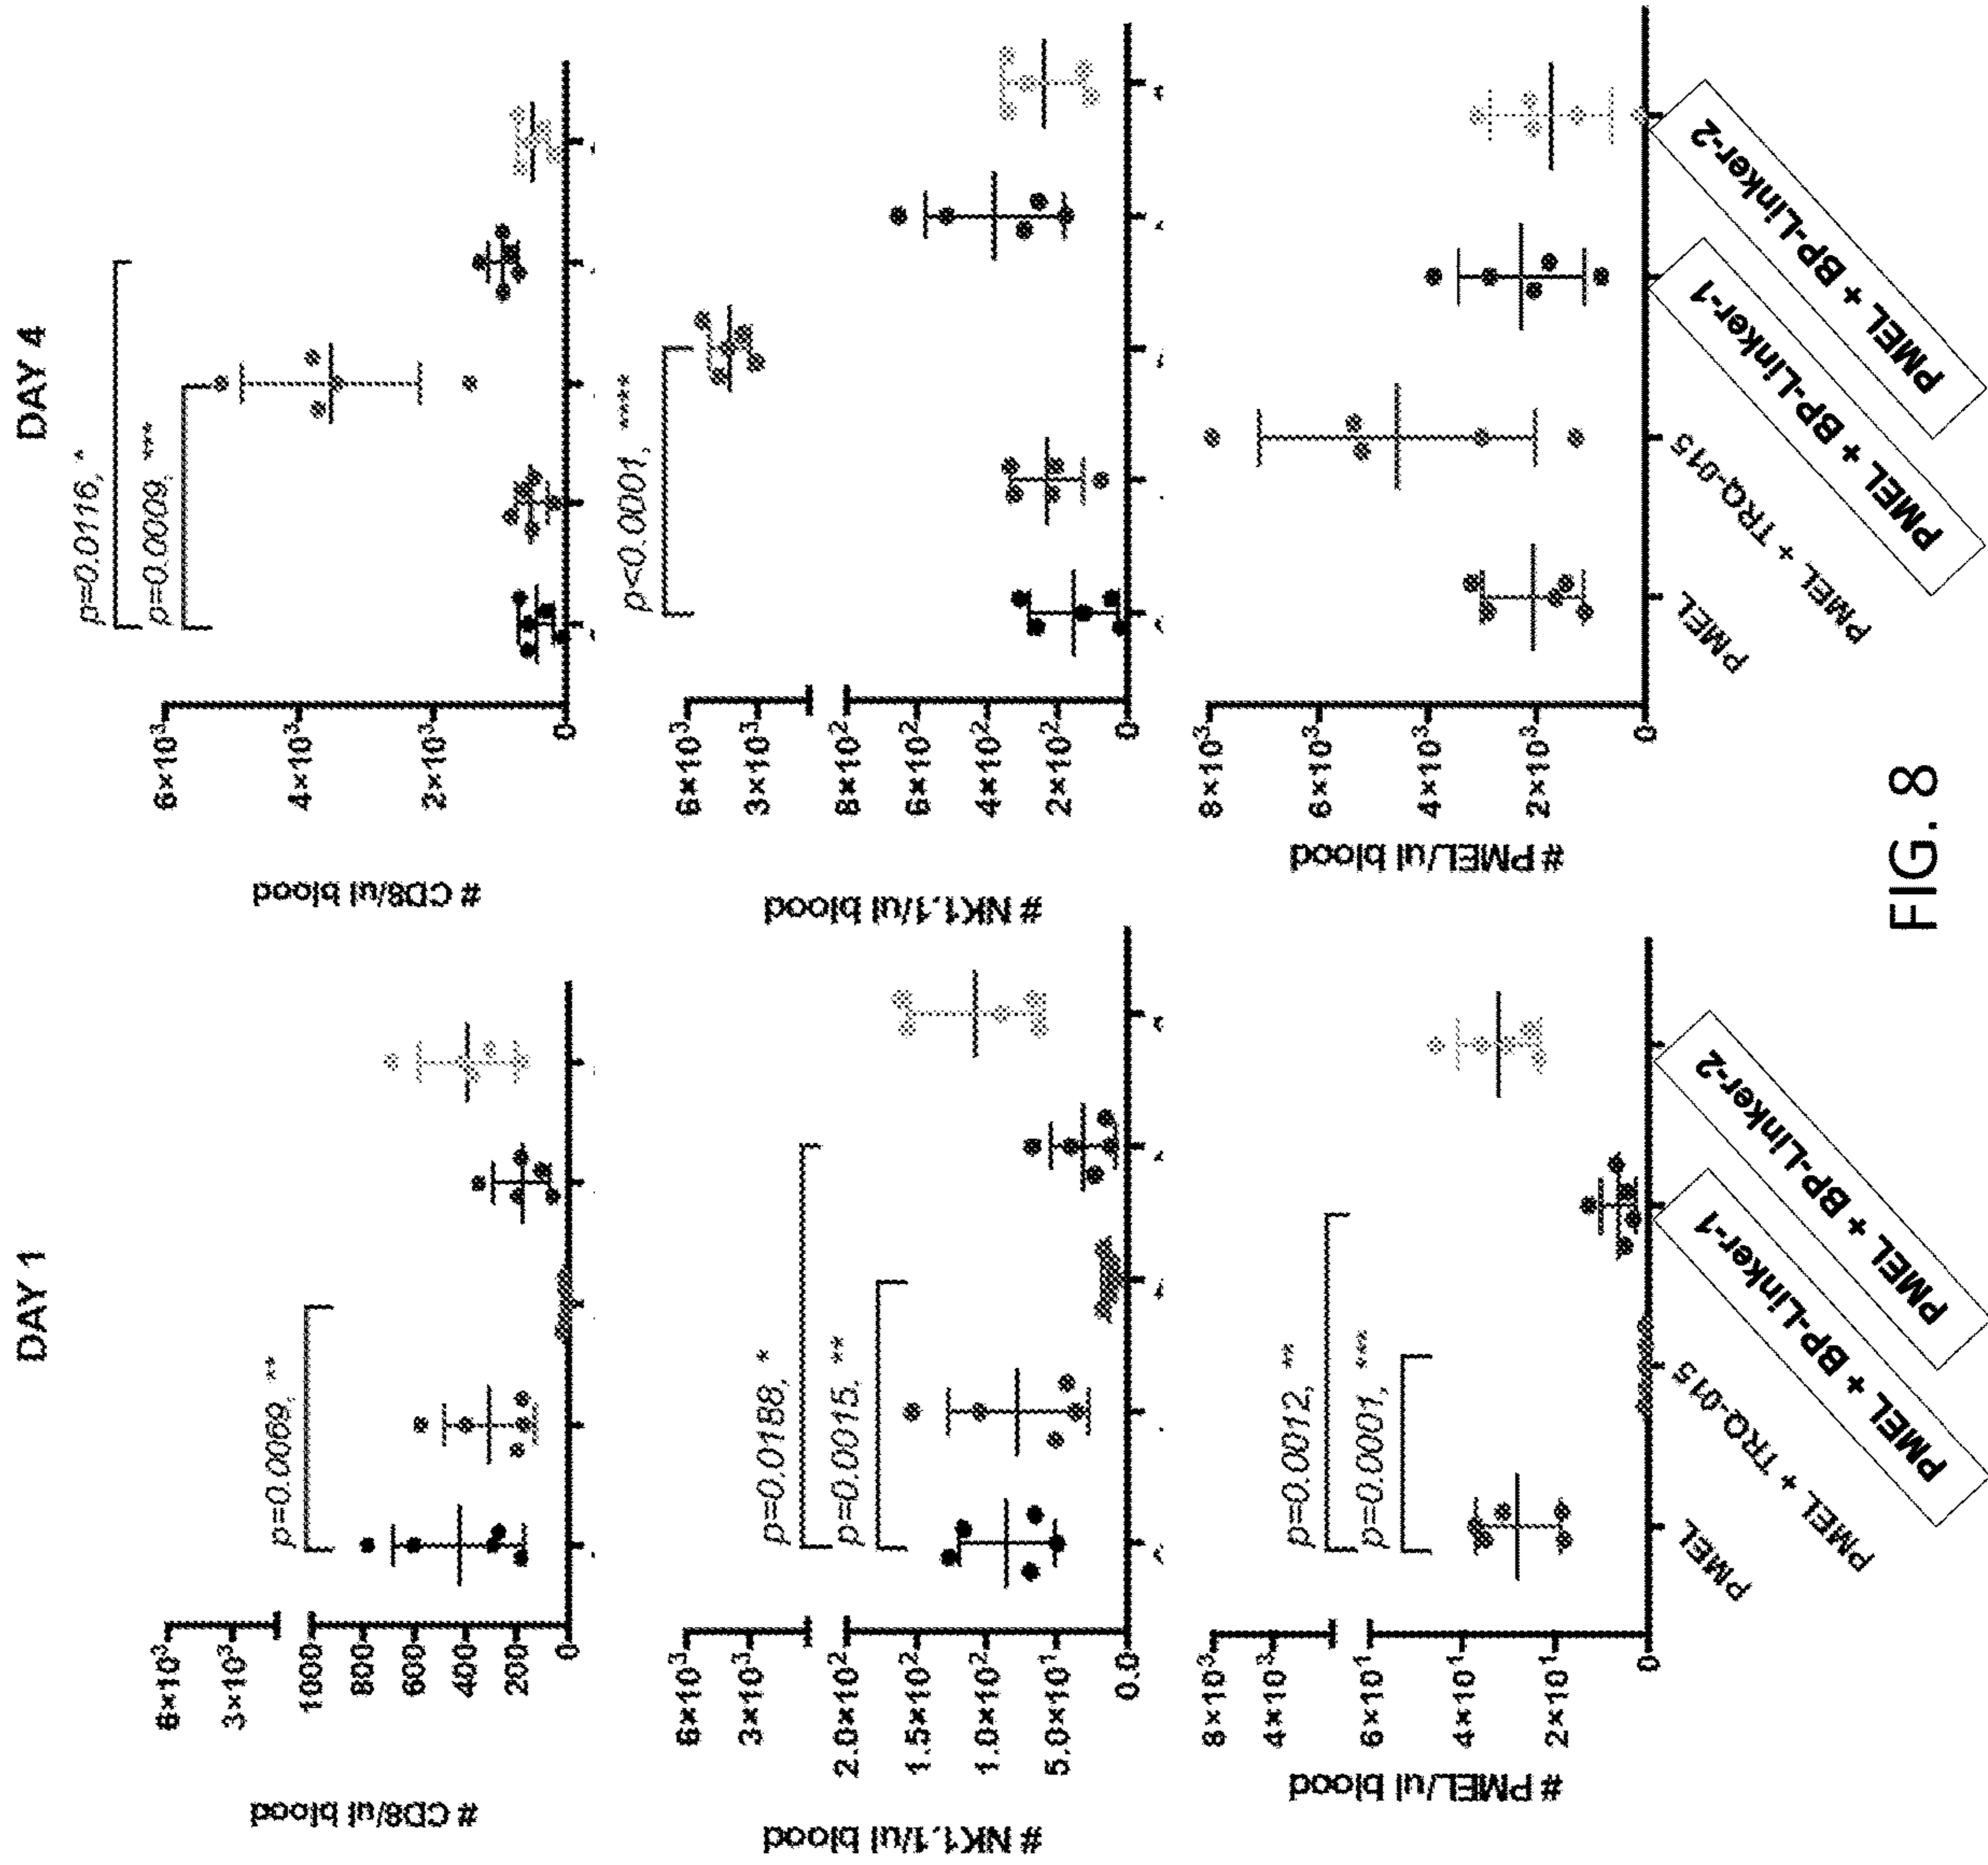 DAY 1
# CD8/ul blood
6×10³
3×10³
1000
800
600
400
200
0
p=0.0069, **
# NK1.1/ul blood
6×10³
3×10³
2.0×10²
1.5×10²
1.0×10²
5.0×10¹
0.0
p=0.0188, *
p=0.0015, **
# PMEL/ul blood
8×10³
4×10³
6×10¹
4×10¹
2×10¹
0
p=0.0012, **
p=0.0001, ***
PMEL
PMEL + TRQ-015
PMEL + BP-Linker-1
PMEL + BP-Linker-2
DAY 4
# CD8/ul blood
6×10³
4×10³
2×10³
0
p=0.0116, *
p=0.0009, ***
# NK1.1/ul blood
6×10³
3×10³
8×10²
6×10²
4×10²
2×10²
0
p<0.0001, ****
# PMEL/ul blood
8×10³
6×10³
4×10³
2×10³
0
PMEL
PMEL + TRQ-015
PMEL + BP-Linker-1
PMEL + BP-Linker-2
FIG. 8